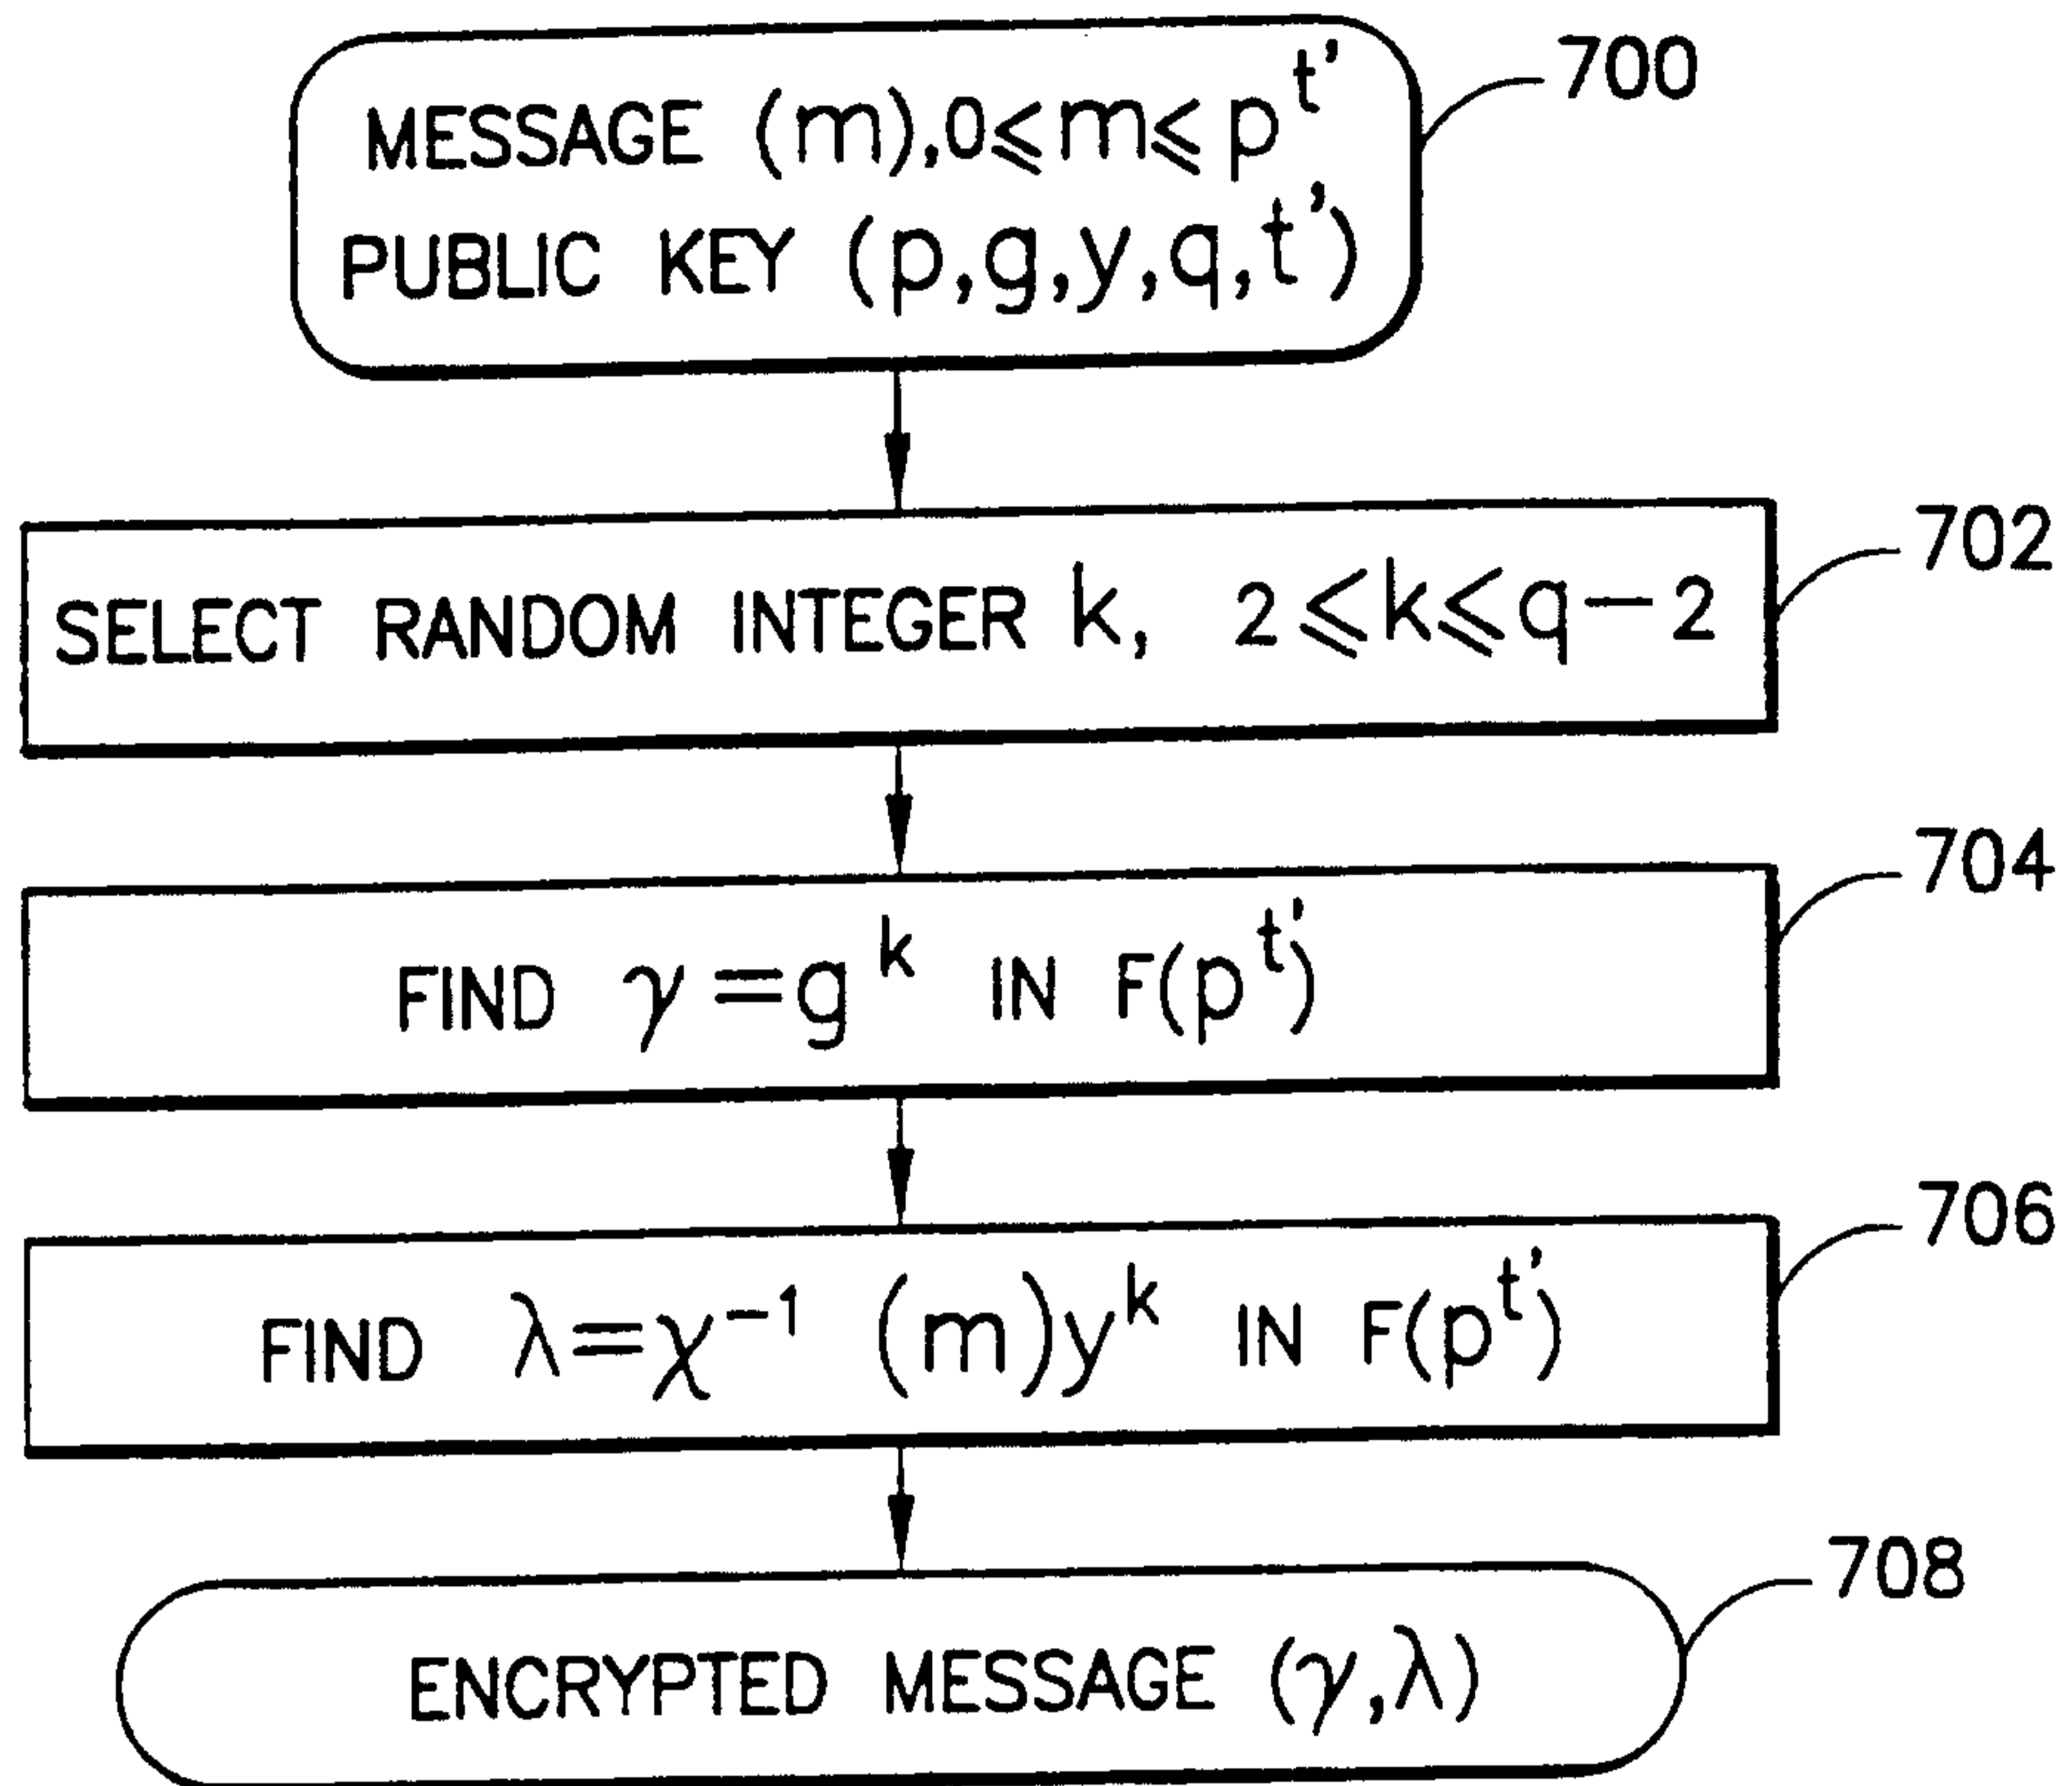 MESSAGE (m), 0⩽m⩽p^t' 700
PUBLIC KEY (p,g,y,q,t')
SELECT RANDOM INTEGER k, 2⩽k⩽q-2 702
FIND γ=g^k IN F(p^t') 704
FIND λ=χ^-1 (m)y^k IN F(p^t') 706
ENCRYPTED MESSAGE (γ,λ) 708